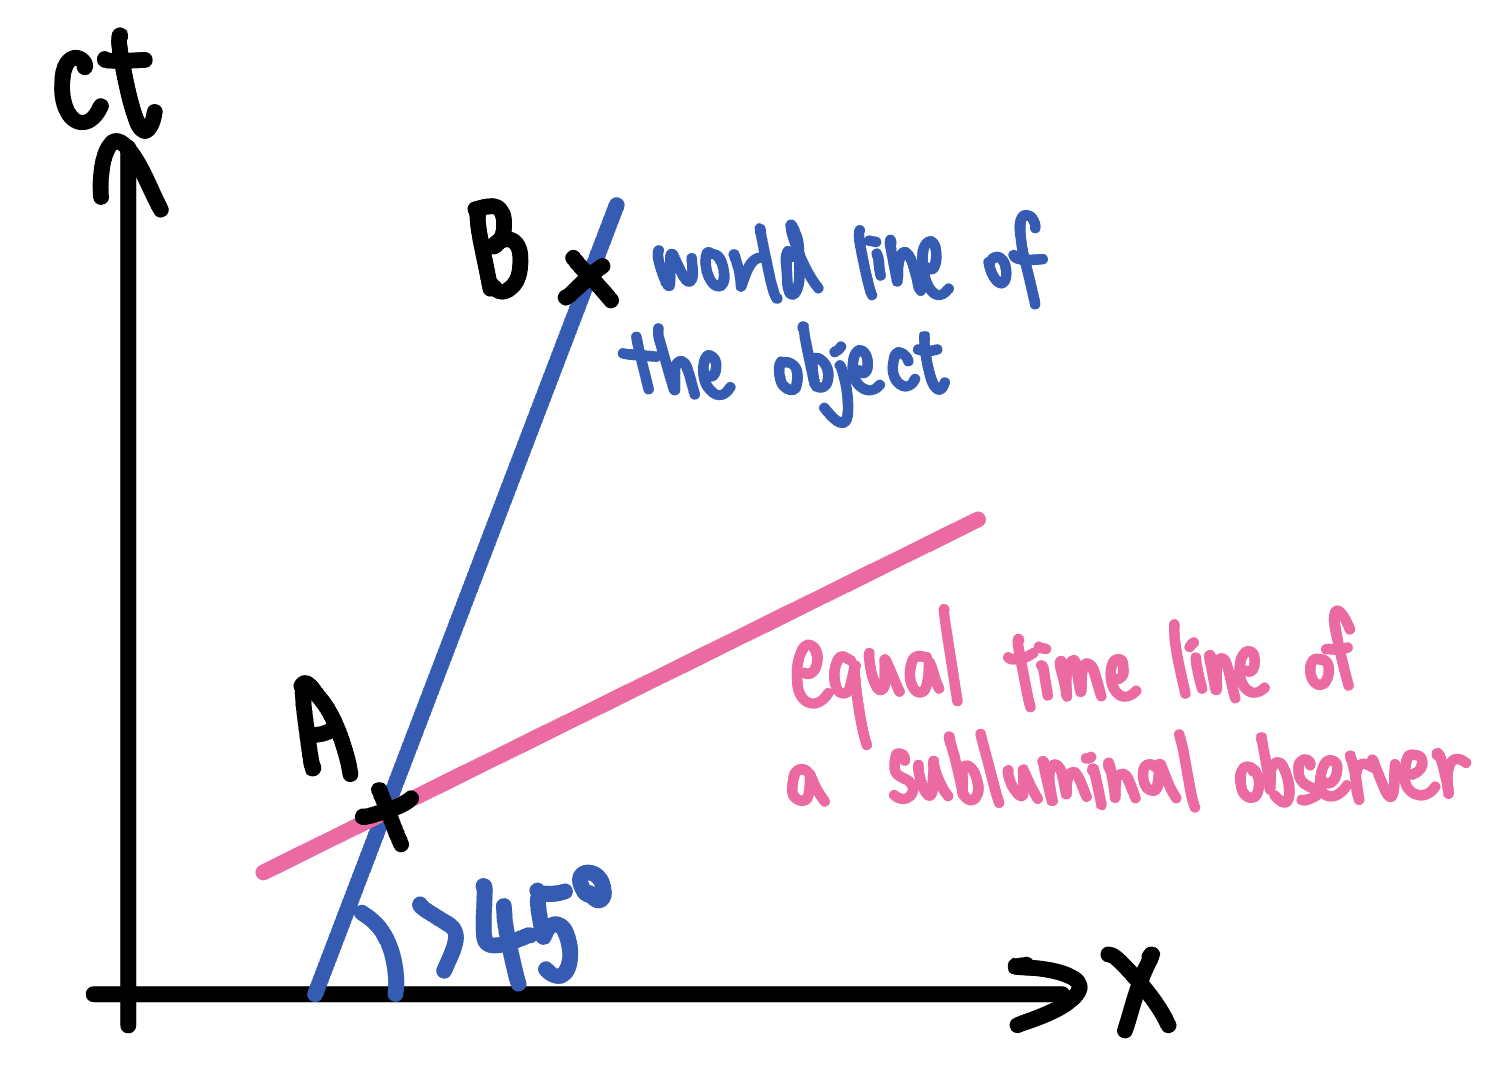 ct
B
world line of
the object
equal time line of
a subluminal observer
A
>45°
x